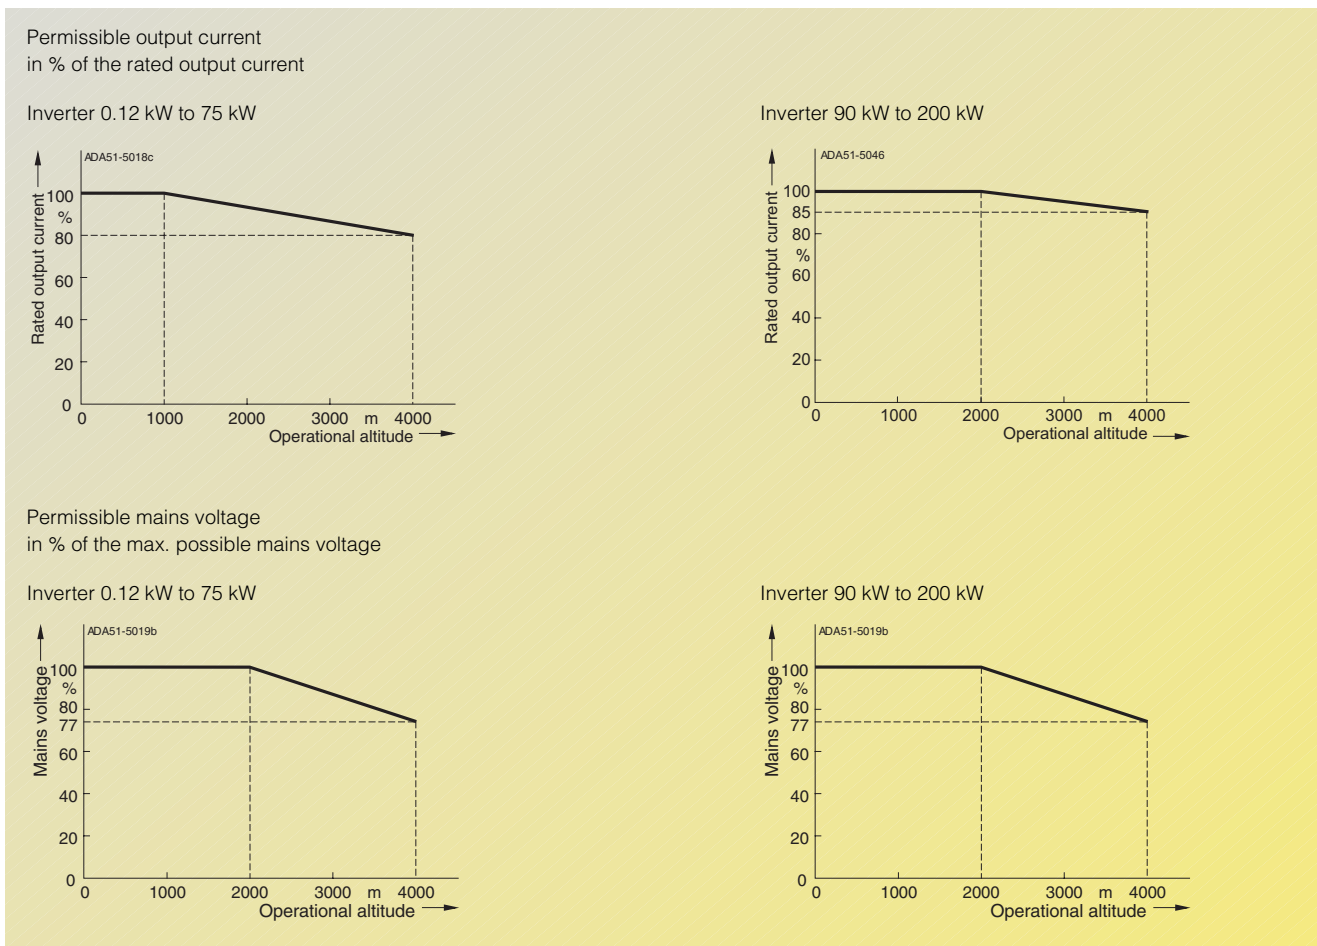 Permissible output current
in % of the rated output current
Inverter 0.12 kW to 75 kW
ADA51-5018c
Rated output current
100
%
80
60
40
20
0
0 1000 2000 3000 m 4000
Operational altitude
Inverter 90 kW to 200 kW
ADA51-5046
Rated output current
100
85
80
%
60
40
20
0
0 1000 2000 3000 m 4000
Operational altitude
Permissible mains voltage
in % of the max. possible mains voltage
Inverter 0.12 kW to 75 kW
ADA51-5019b
Mains voltage
100
%
80
77
60
40
20
0
0 1000 2000 3000 m 4000
Operational altitude
Inverter 90 kW to 200 kW
ADA51-5019b
Mains voltage
100
%
80
77
60
40
20
0
0 1000 2000 3000 m 4000
Operational altitude